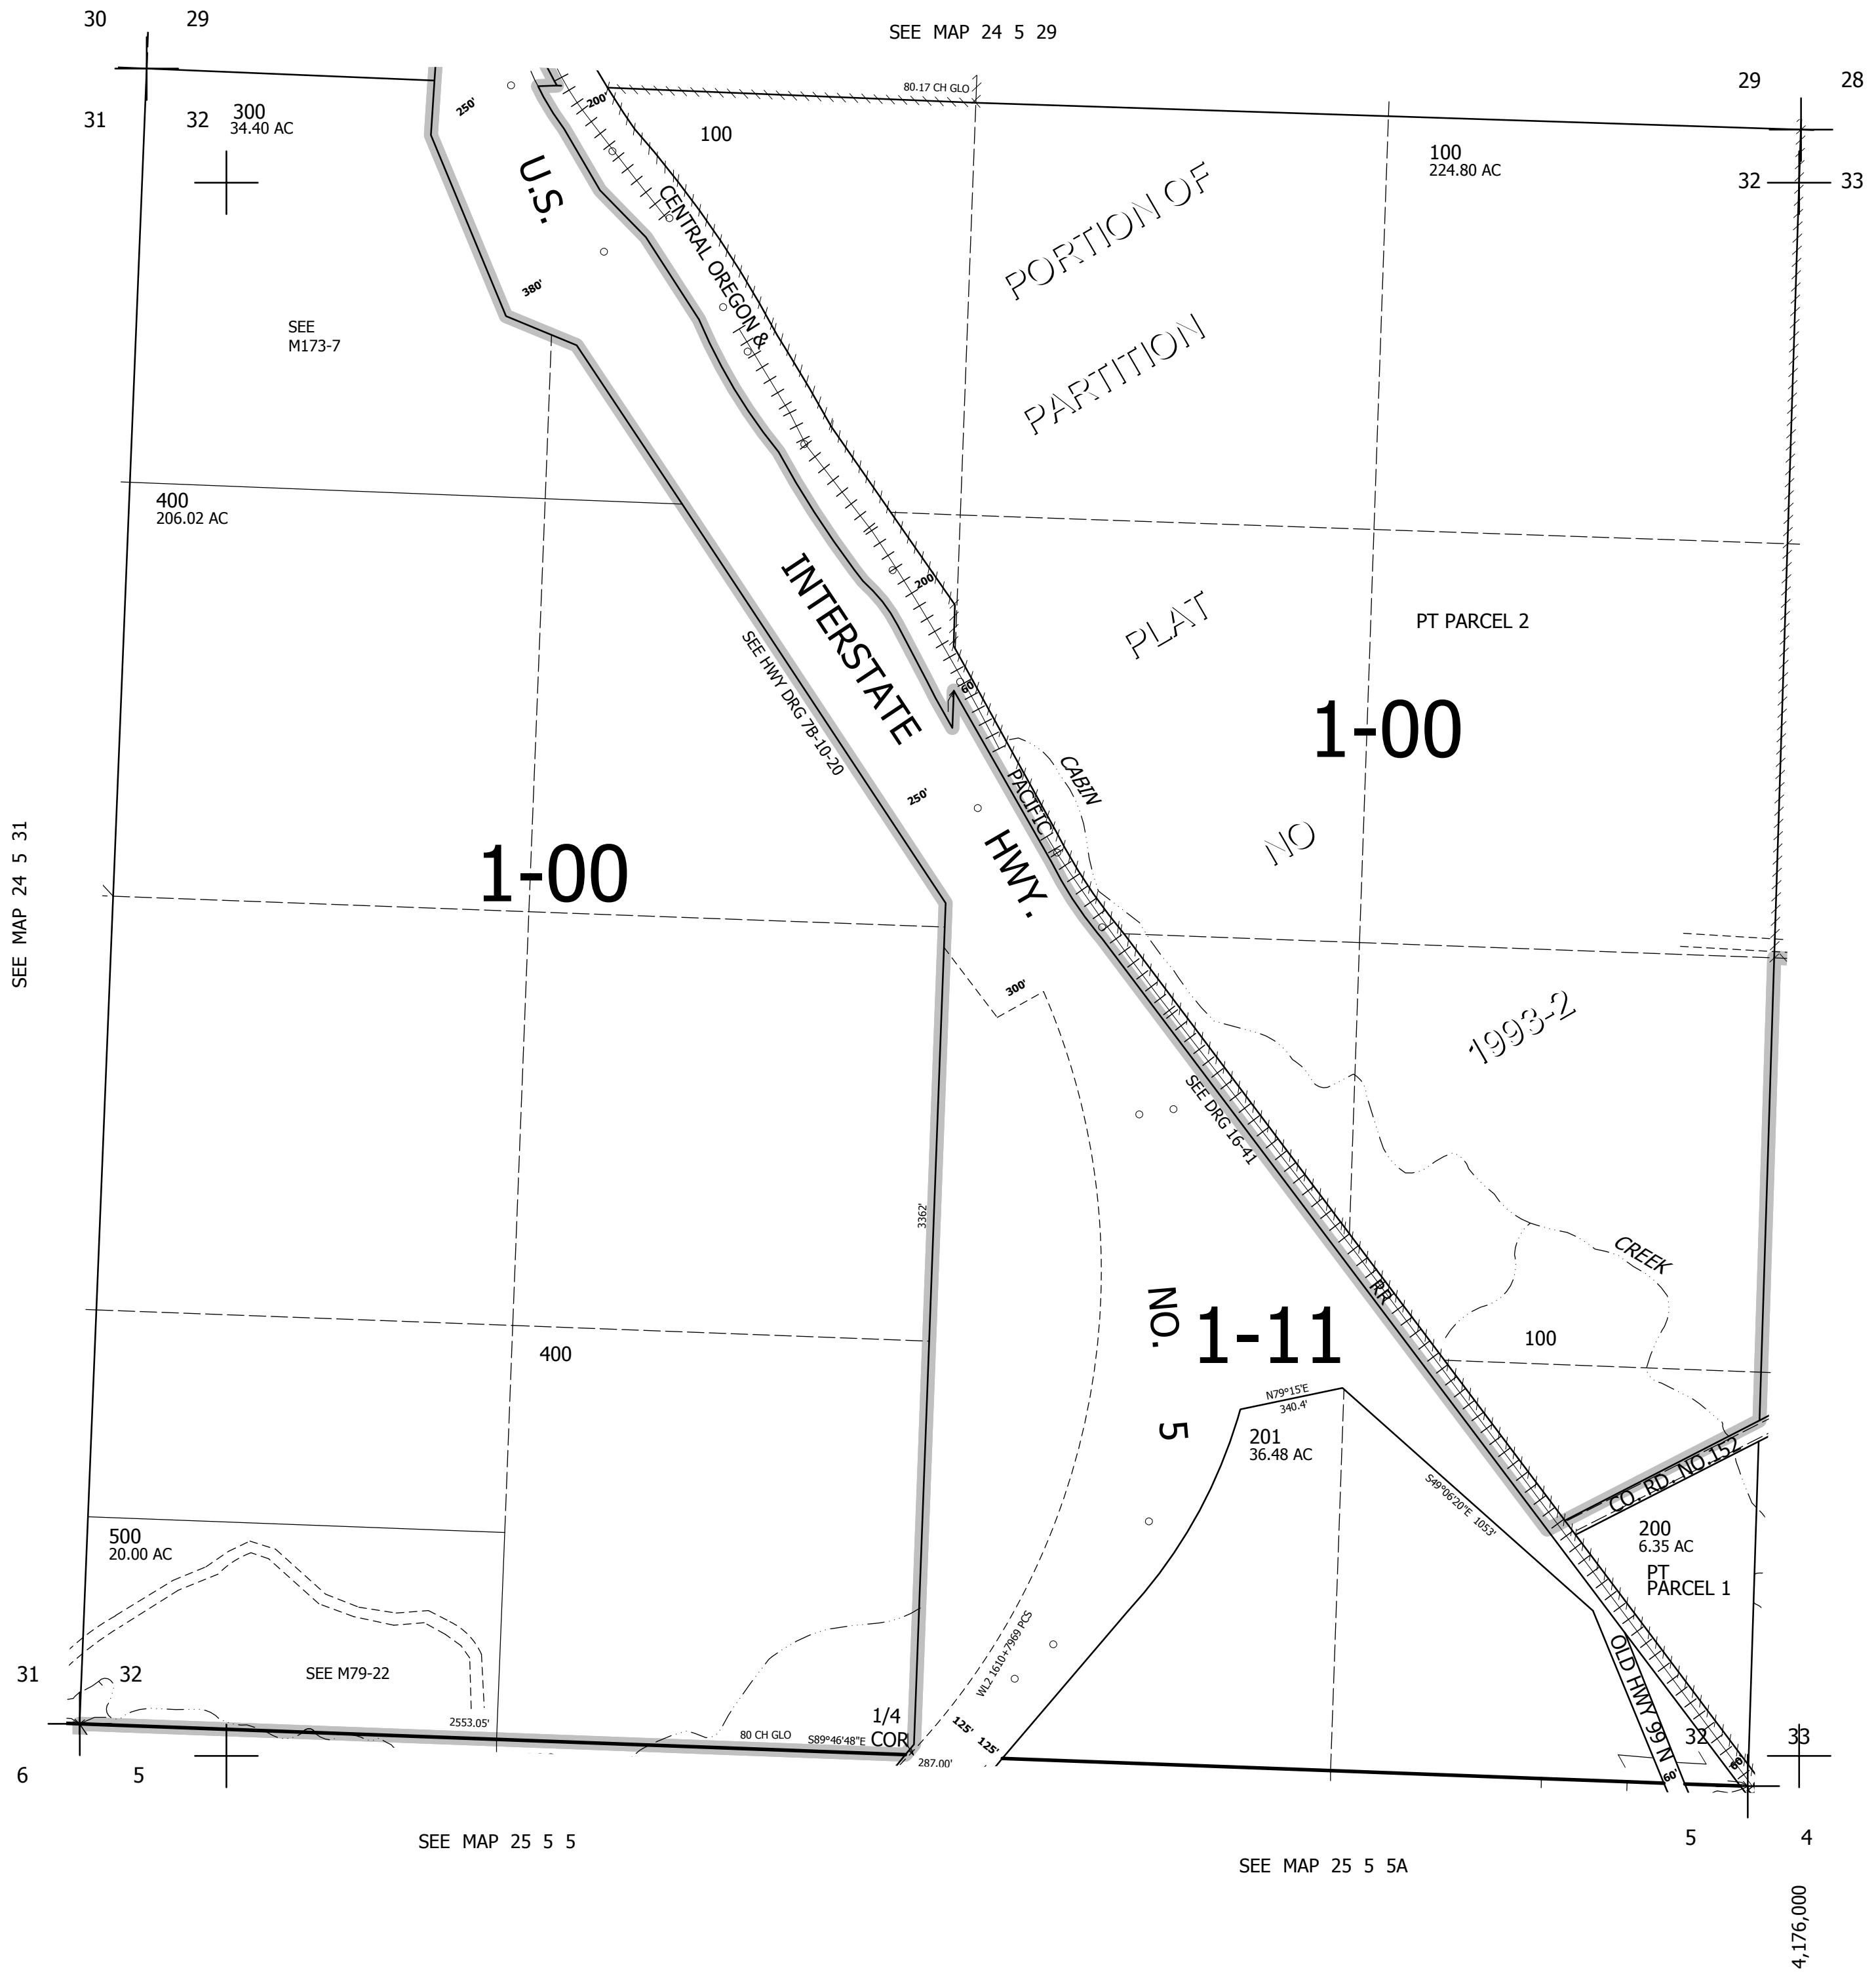 30
29
SEE MAP 24 5 29
29
28
31
32
300
34.40 AC
250'
200'
80.17 CH GLO
100
100
224.80 AC
32
33
U.S.
CENTRAL OREGON &
380'
SEE
M173-7
PORTION OF
PARTITION
400
206.02 AC
INTERSTATE
200'
PLAT
PT PARCEL 2
SEE HWY DRG 7B-10-20
60'
1-00
CABIN
PACIFIC
250'
NO
HWY.
SEE MAP 24 5 31
1-00
300'
1993-2
SEE DRG 16-41
3362'
CREEK
RR
NO. 5
1-11
100
400
N79°15'E
340.4'
201
36.48 AC
S49°06'20"E 1053'
CO. RD. NO.152
500
20.00 AC
200
6.35 AC
PT
PARCEL 1
WL2 1610+7969 PCS
OLD HWY 99 N
31
32
SEE M79-22
2553.05'
80 CH GLO
S89°46'48"E
1/4
COR
287.00'
125'
125'
32
33
60'
60'
6
5
5
4
SEE MAP 25 5 5
SEE MAP 25 5 5A
4,176,000